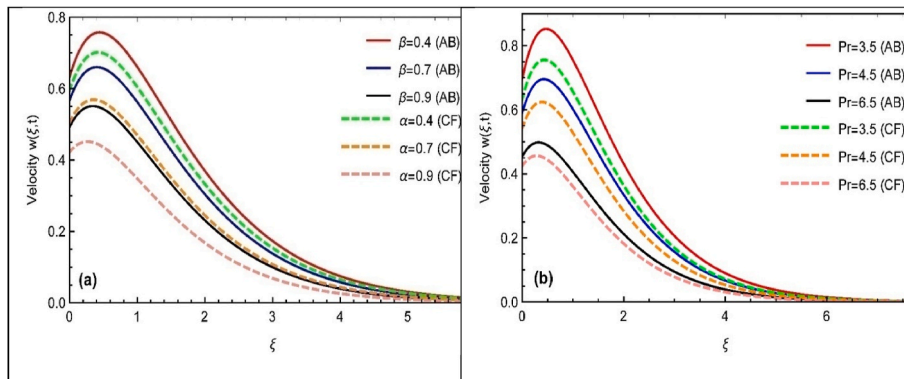 0.8
0.6
0.4
0.2
0.0
Velocity w(ξ,t)
β=0.4 (AB)
β=0.7 (AB)
β=0.9 (AB)
α=0.4 (CF)
α=0.7 (CF)
α=0.9 (CF)
(a)
0 1 2 3 4 5
ξ
0.8
0.6
0.4
0.2
0.0
Velocity w(ξ,t)
Pr=3.5 (AB)
Pr=4.5 (AB)
Pr=6.5 (AB)
Pr=3.5 (CF)
Pr=4.5 (CF)
Pr=6.5 (CF)
(b)
0 2 4 6
ξ